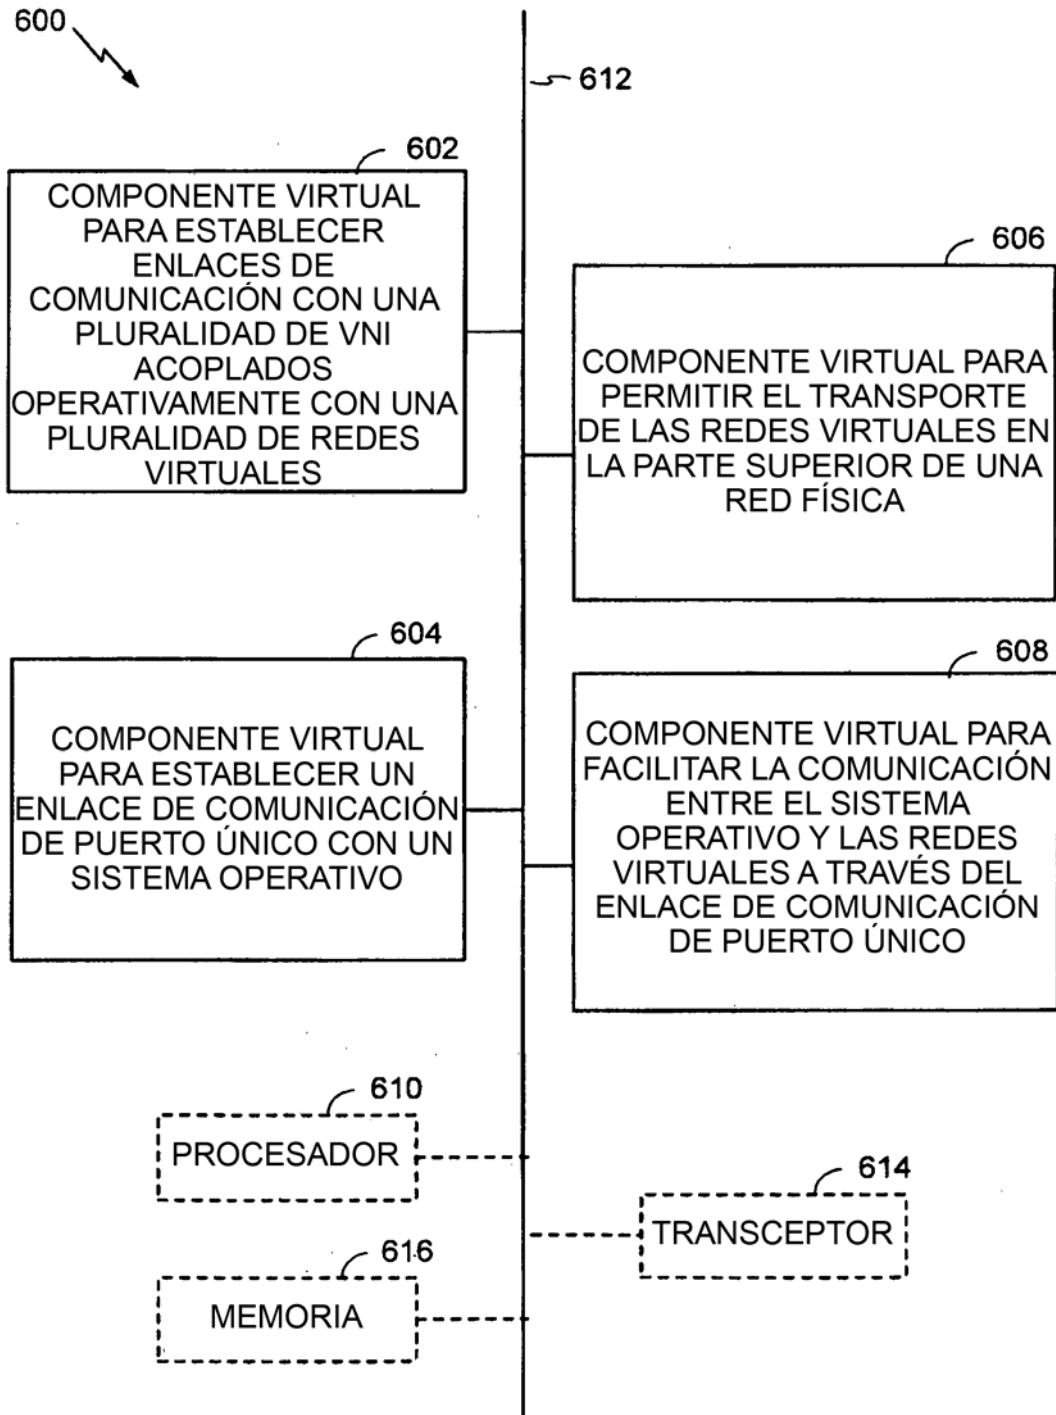 600
612
602
COMPONENTE VIRTUAL
PARA ESTABLECER
ENLACES DE
COMUNICACIÓN CON UNA
PLURALIDAD DE VNI
ACOPLADOS
OPERATIVAMENTE CON UNA
PLURALIDAD DE REDES
VIRTUALES
606
COMPONENTE VIRTUAL PARA
PERMITIR EL TRANSPORTE
DE LAS REDES VIRTUALES EN
LA PARTE SUPERIOR DE UNA
RED FÍSICA
604
COMPONENTE VIRTUAL
PARA ESTABLECER UN
ENLACE DE COMUNICACIÓN
DE PUERTO ÚNICO CON UN
SISTEMA OPERATIVO
608
COMPONENTE VIRTUAL PARA
FACILITAR LA COMUNICACIÓN
ENTRE EL SISTEMA
OPERATIVO Y LAS REDES
VIRTUALES A TRAVÉS DEL
ENLACE DE COMUNICACIÓN
DE PUERTO ÚNICO
610
PROCESADOR
614
TRANSCEPTOR
616
MEMORIA